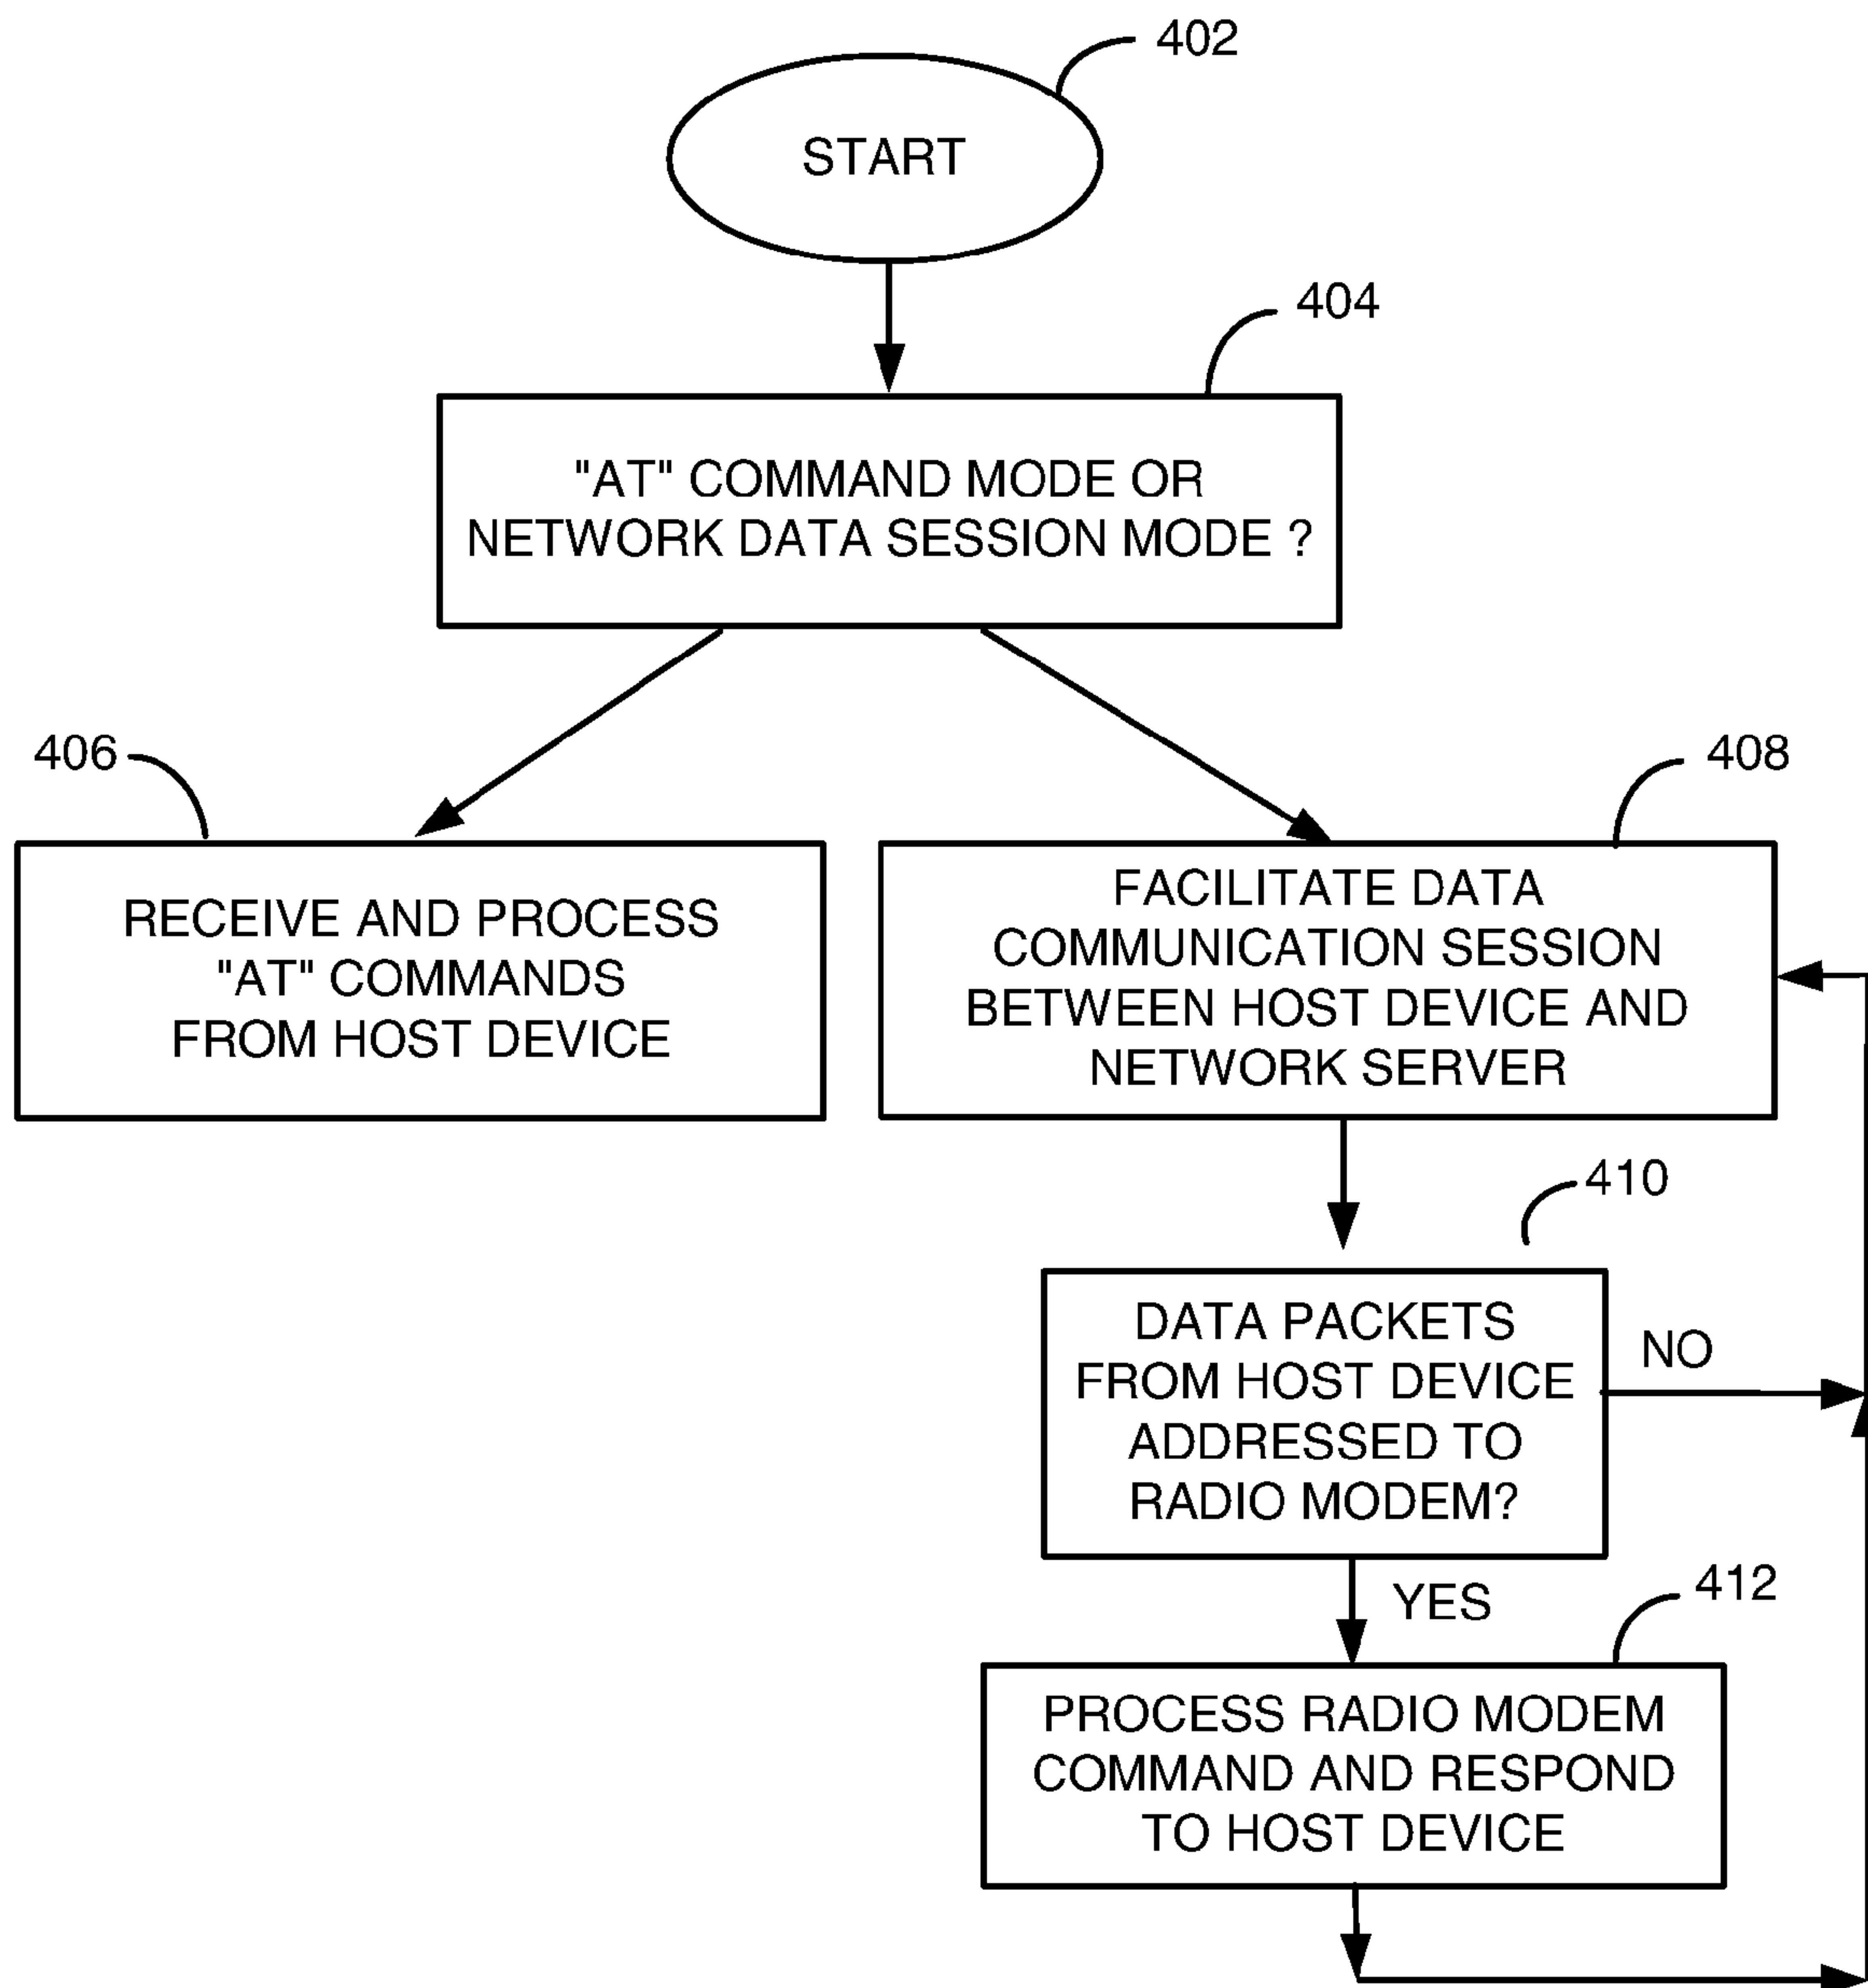 402
START
404
"AT" COMMAND MODE OR
NETWORK DATA SESSION MODE ?
406
408
RECEIVE AND PROCESS
"AT" COMMANDS
FROM HOST DEVICE
FACILITATE DATA
COMMUNICATION SESSION
BETWEEN HOST DEVICE AND
NETWORK SERVER
410
DATA PACKETS
FROM HOST DEVICE
ADDRESSED TO
RADIO MODEM?
NO
YES
412
PROCESS RADIO MODEM
COMMAND AND RESPOND
TO HOST DEVICE